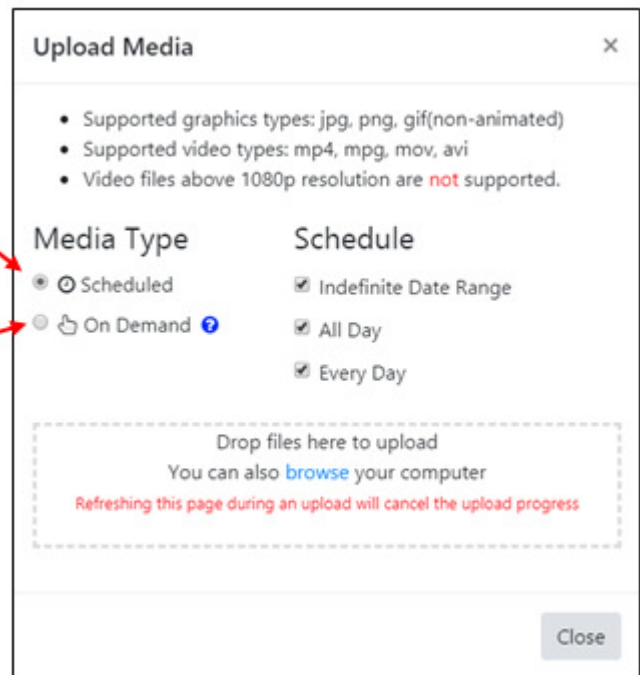 Upload Media
×
• Supported graphics types: jpg, png, gif(non-animated)
• Supported video types: mp4, mpg, mov, avi
• Video files above 1080p resolution are not supported.
Media Type
Schedule
Scheduled
Indefinite Date Range
On Demand ?
All Day
Every Day
Drop files here to upload
You can also browse your computer
Refreshing this page during an upload will cancel the upload progress
Close